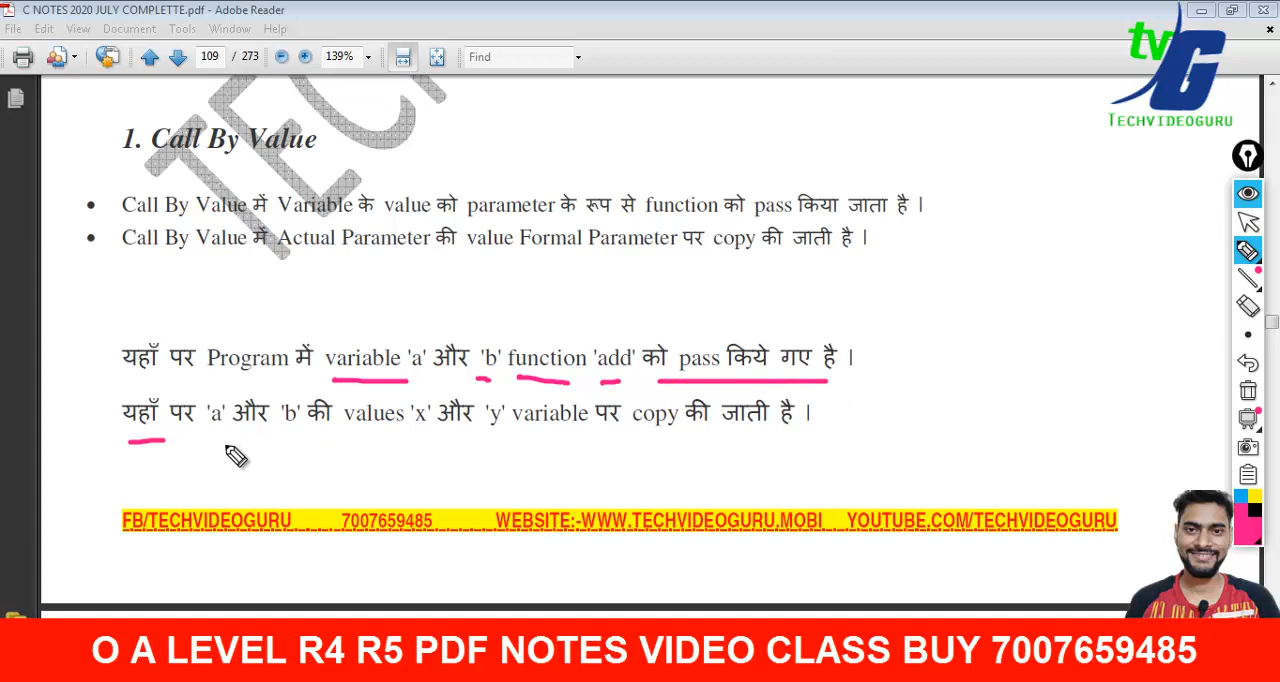 C NOTES 2020 JULY COMPLETTE.pdf - Adobe Reader
File Edit View Document Tools Window Help
109 / 273 139% Find
tv G
TECHVIDEOGURU
TECH
1. Call By Value
• Call By Value में Variable के value को parameter के रूप से function को pass किया जाता है |
• Call By Value में Actual Parameter की value Formal Parameter पर copy की जाती है |
यहाँ पर Program में variable 'a' और 'b' function 'add' को pass किये गए है |
यहाँ पर 'a' और 'b' की values 'x' और 'y' variable पर copy की जाती है |
FB/TECHVIDEOGURU 7007659485 WEBSITE:-WWW.TECHVIDEOGURU.MOBI YOUTUBE.COM/TECHVIDEOGURU
O A LEVEL R4 R5 PDF NOTES VIDEO CLASS BUY 7007659485